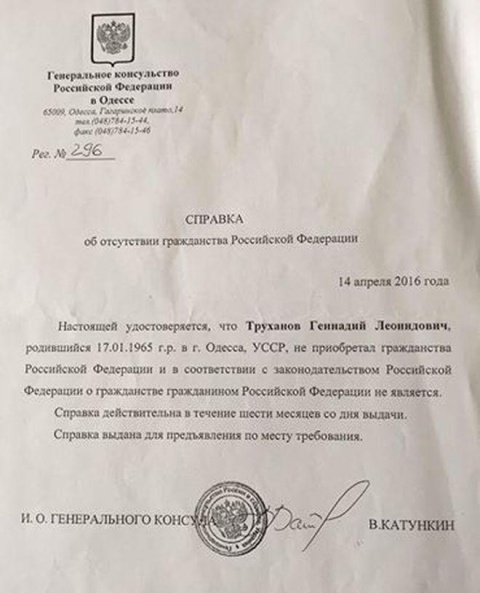 Генеральное консульство
Российской Федерации
в Одессе
65009, Одесса, Гагаринское плато,14
тел (048)784-15-44,
факс (048)784-15-46
Рег. № 296
СПРАВКА
об отсутствии гражданства Российской Федерации
14 апреля 2016 года
Настоящей удостоверяется, что Труханов Геннадий Леонидович,
родившийся 17.01.1965 г.р. в г. Одесса, УССР, не приобретал гражданства
Российской Федерации и в соответствии с законодательством Российской
Федерации о гражданстве гражданином Российской Федерации не является.
Справка действительна в течение шести месяцев со дня выдачи.
Справка выдана для предъявления по месту требования.
И. О. ГЕНЕРАЛЬНОГО КОНСУЛА
В.КАТУНКИН